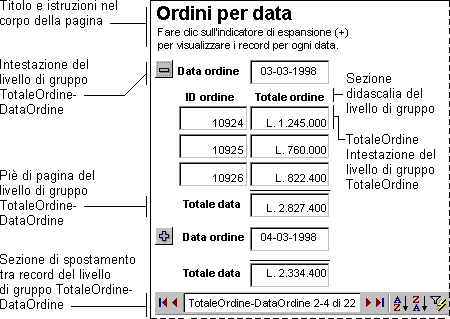 Titolo e istruzioni nel
corpo della pagina
Ordini per data
Fare clic sull'indicatore di espansione (+)
per visualizzare i record per ogni data.
Intestazione del
livello di gruppo
TotaleOrdine-
DataOrdine
Data ordine
03-03-1998
Sezione
didascalia del
livello di gruppo
ID ordine
Totale ordine
10924
L. 1.245.000
10925
L. 760.000
10926
L. 822.400
TotaleOrdine
Intestazione del
livello di gruppo
TotaleOrdine
Piè di pagina del
livello di gruppo
TotaleOrdine-
DataOrdine
Totale data
L. 2.827.400
Data ordine
04-03-1998
Sezione di spostamento
tra record del livello
di gruppo TotaleOrdine-
DataOrdine
Totale data
L. 2.334.400
TotaleOrdine-DataOrdine 2-4 di 22